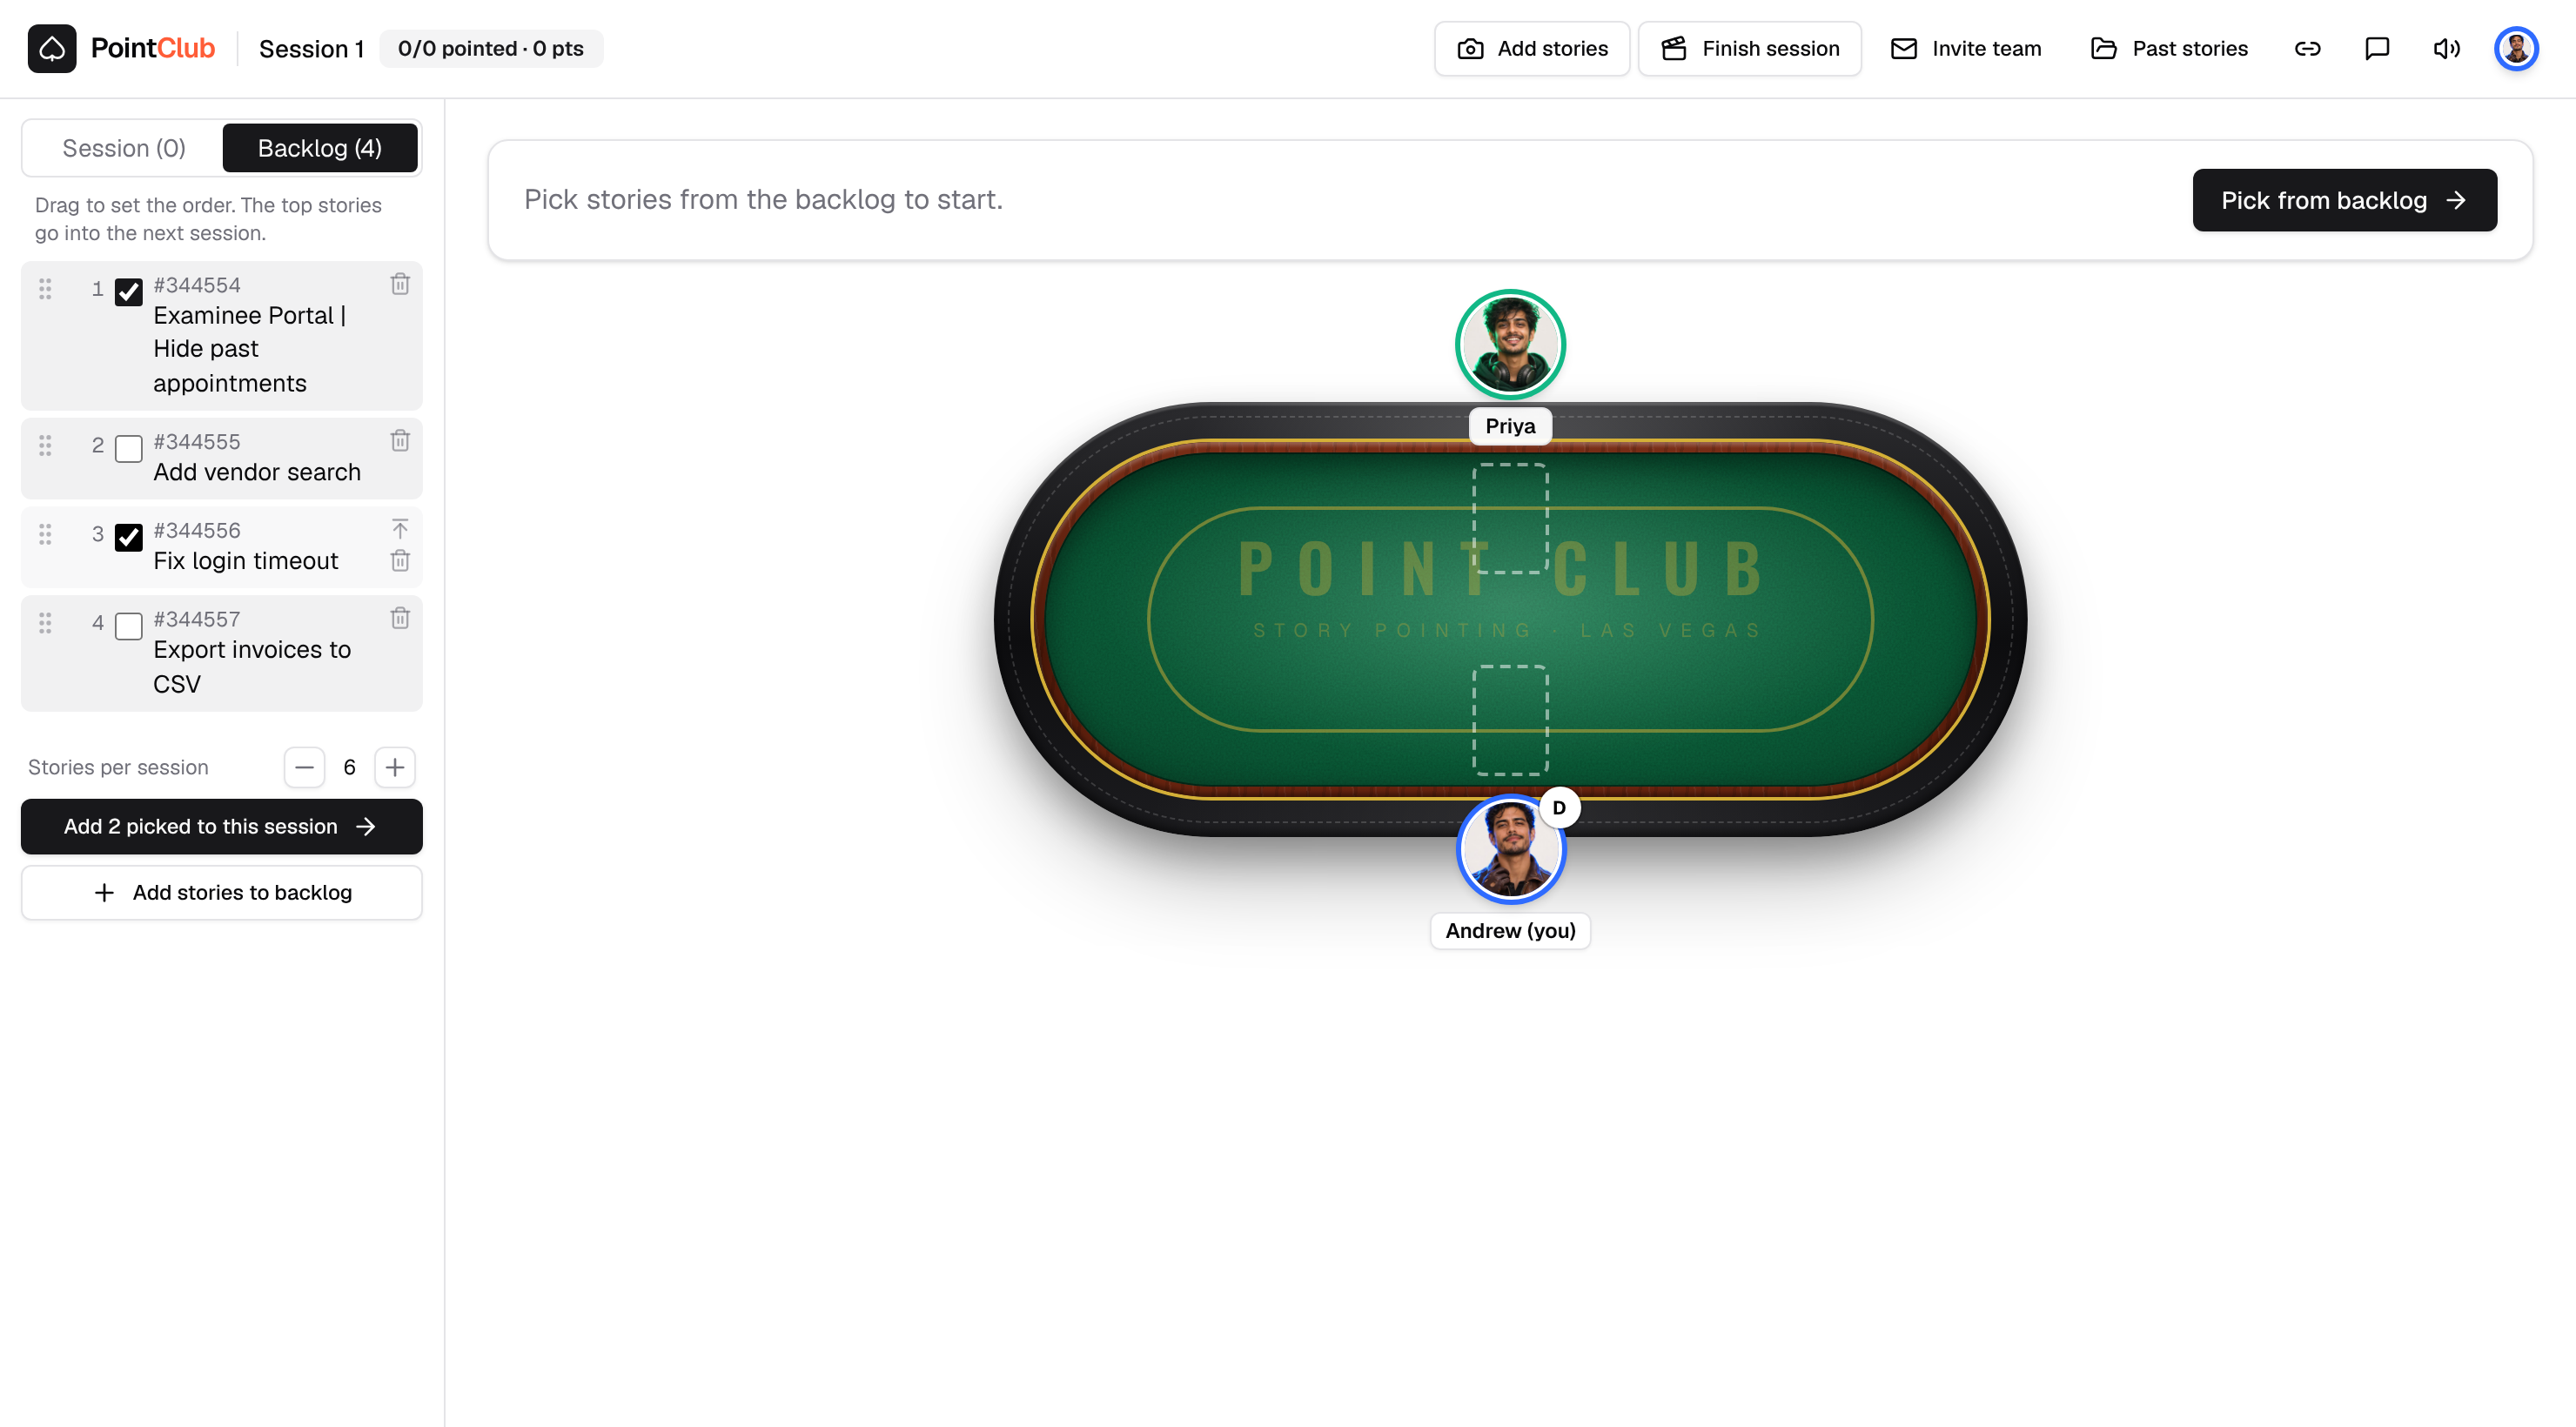 PointClub
Session 1
0/0 pointed · 0 pts
Add stories
Finish session
Invite team
Past stories
Session (0)
Backlog (4)
Drag to set the order. The top stories
go into the next session.
1
#344554
Examinee Portal |
Hide past
appointments
2
#344555
Add vendor search
3
#344556
Fix login timeout
4
#344557
Export invoices to
CSV
Stories per session
6
Add 2 picked to this session
Add stories to backlog
Pick stories from the backlog to start.
Pick from backlog
Priya
POINT CLUB
STORY POINTING · LAS VEGAS
D
Andrew (you)